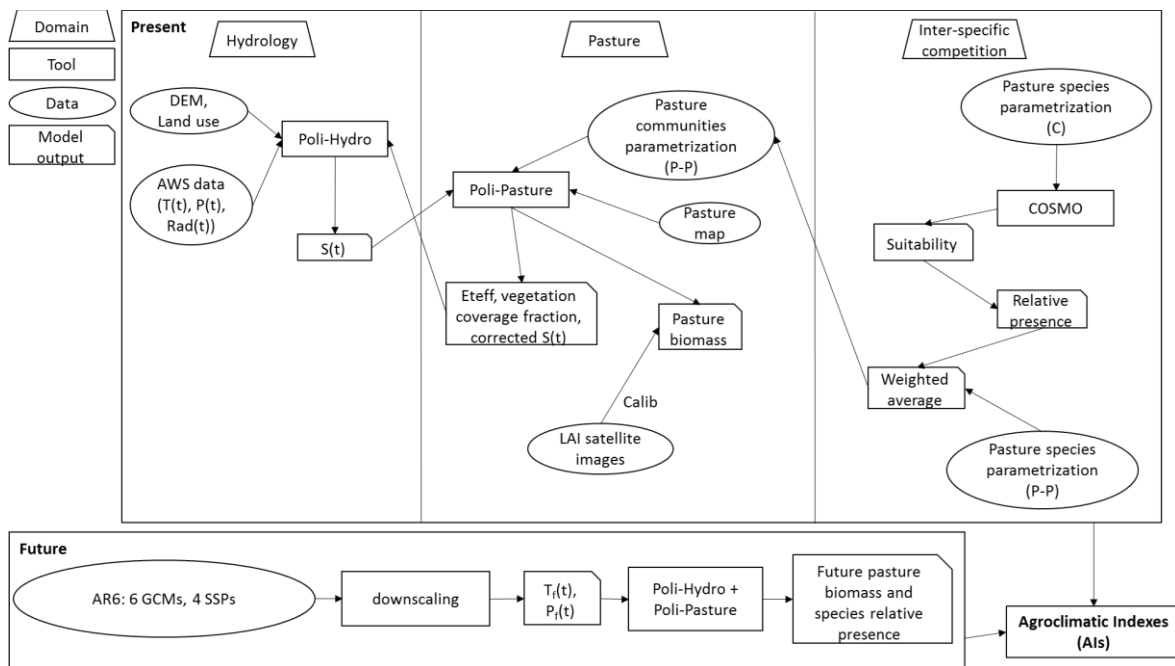 Domain
Tool
Data
Model
output
Present
Hydrology
DEM,
Land use
Poli-Hydro
AWS data
(T(t), P(t),
Rad(t))
S(t)
Pasture
Pasture
communities
parametrization
(P-P)
Poli-Pasture
Pasture
map
Eteff, vegetation
coverage fraction,
corrected S(t)
Pasture
biomass
Calib
LAI satellite
images
Inter-specific
competition
Pasture species
parametrization
(C)
COSMO
Suitability
Relative
presence
Weighted
average
Pasture species
parametrization
(P-P)
Future
AR6: 6 GCMs, 4 SSPs
downscaling
Tf(t),
Pf(t)
Poli-Hydro +
Poli-Pasture
Future pasture
biomass and
species relative
presence
Agroclimatic Indexes
(AIs)